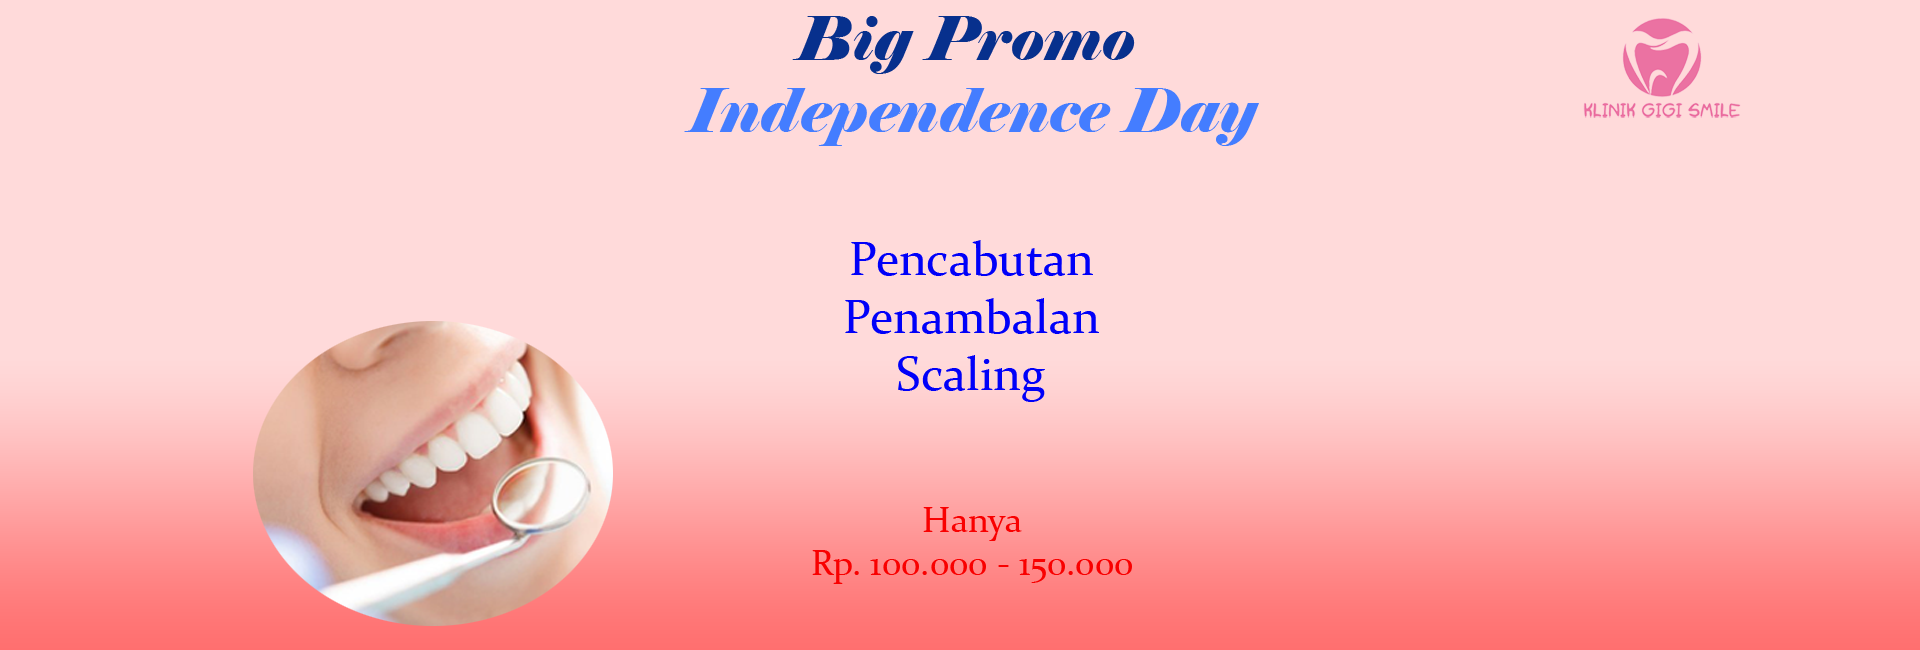 Big Promo
Independence Day
KLINIK GIGI SMILE
Pencabutan
Penambalan
Scaling
Hanya
Rp. 100.000 - 150.000